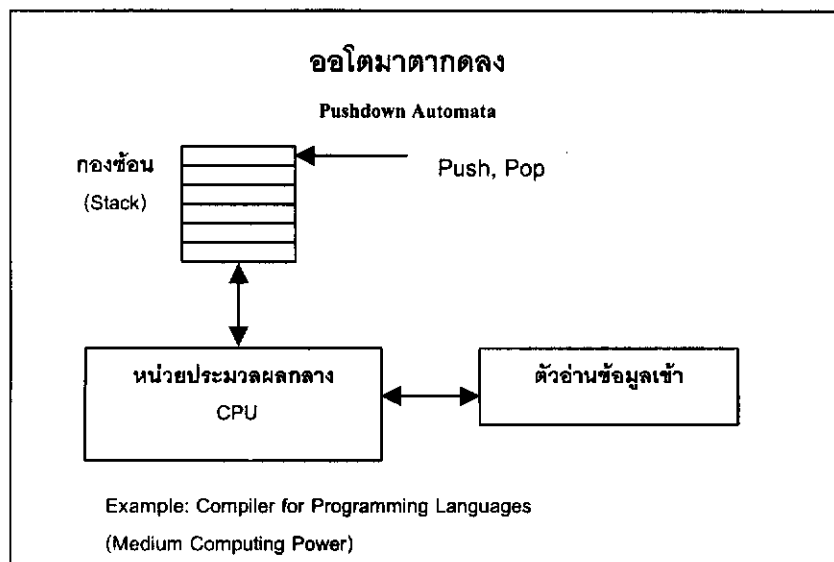 ออโตมาตากดลง
Pushdown Automata
กองซ้อน
(Stack)
Push, Pop
หน่วยประมวลผลกลาง
CPU
ตัวอ่านข้อมูลเข้า
Example: Compiler for Programming Languages
(Medium Computing Power)